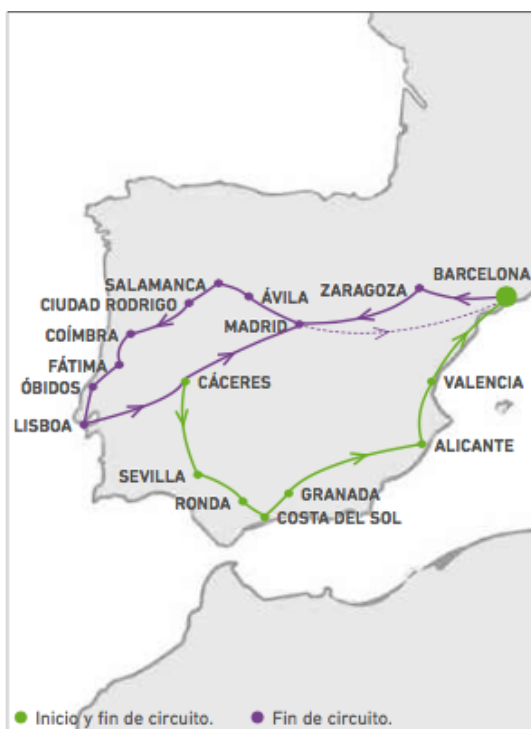 BARCELONA
ZARAGOZA
SALAMANCA
ÁVILA
CIUDAD RODRIGO
MADRID
COÍMBRA
FÁTIMA
CÁCERES
VALENCIA
ÓBIDOS
LISBOA
ALICANTE
SEVILLA
GRANADA
RONDA
COSTA DEL SOL
Inicio y fin de circuito.
Fin de circuito.